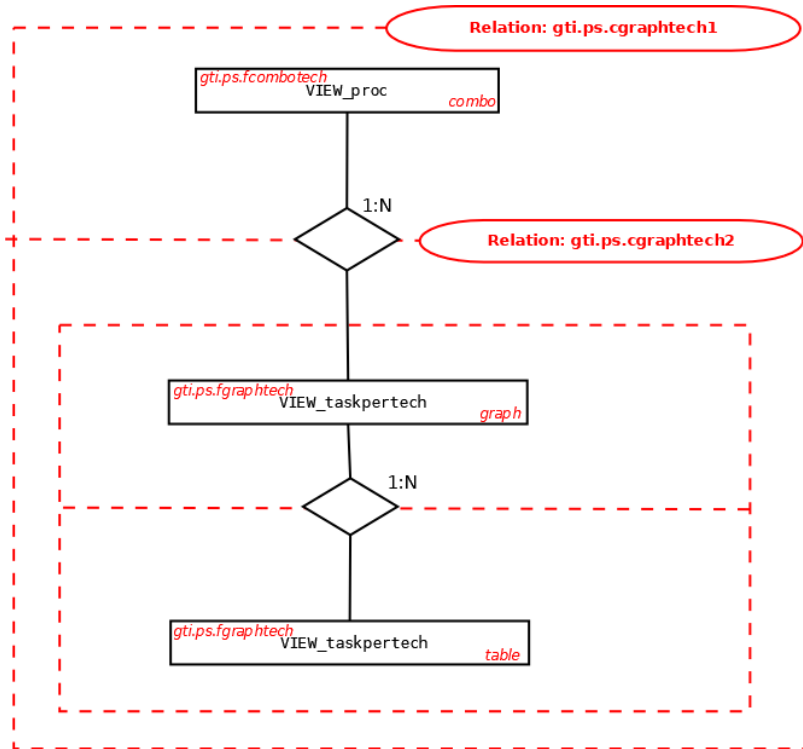 Relation: gti.ps.cgraphtech1
gti.ps.fcombotech
VIEW_proc
combo
1:N
Relation: gti.ps.cgraphtech2
gti.ps.fgraphtech
VIEW_taskpertech
graph
1:N
gti.ps.fgraphtech
VIEW_taskpertech
table